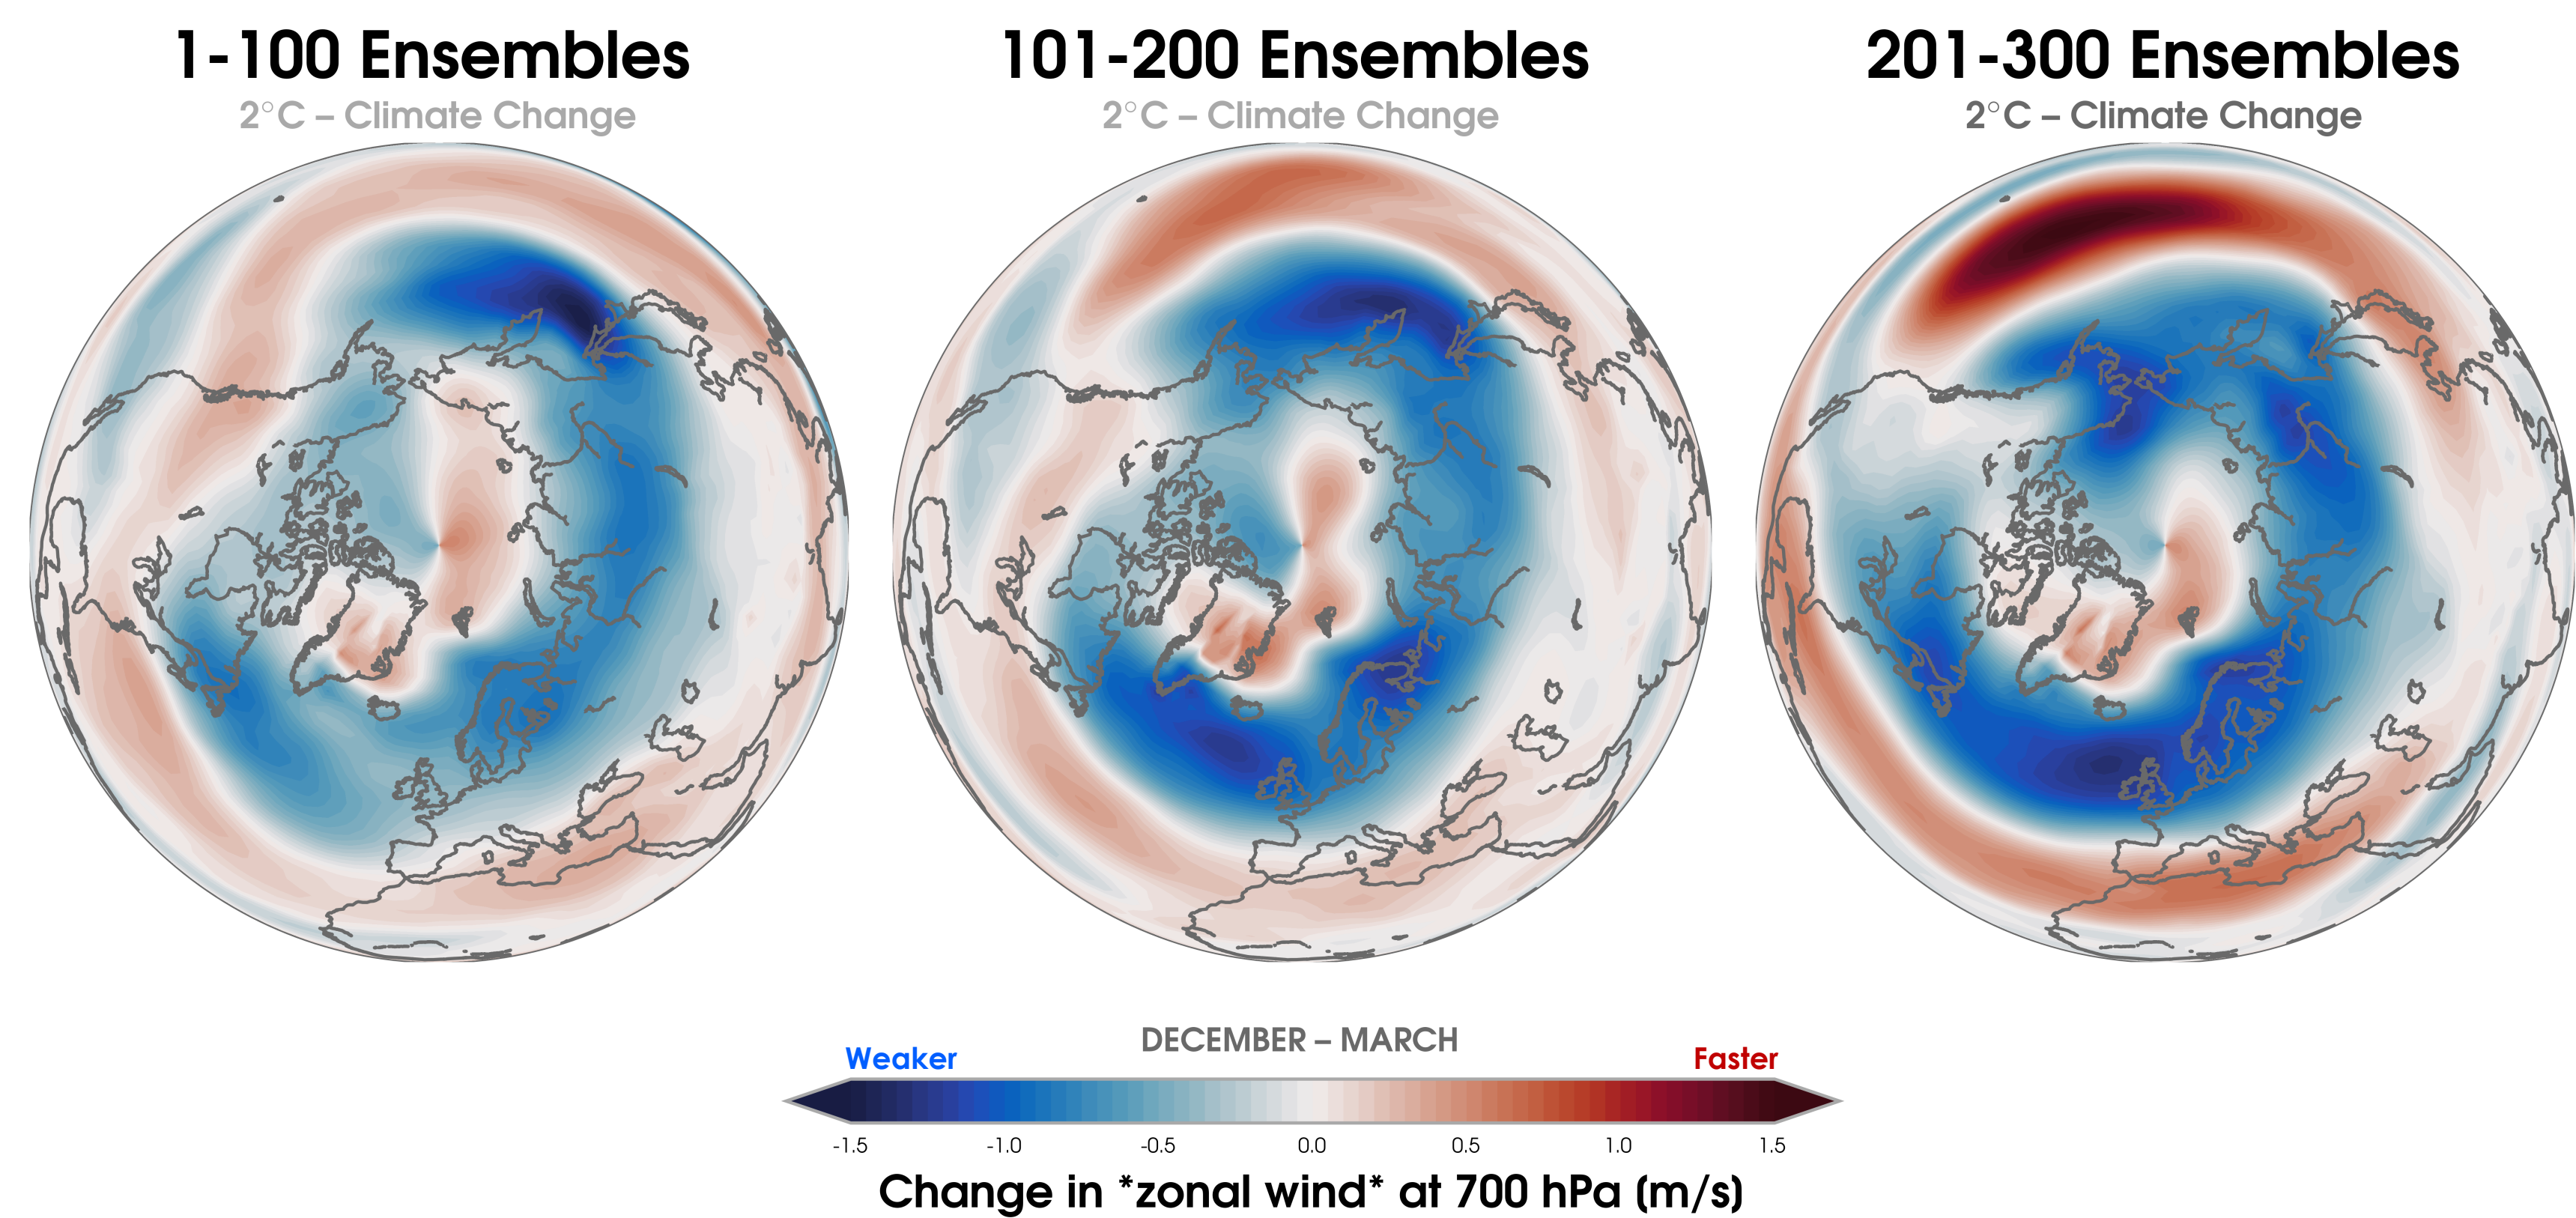 1-100 Ensembles
101-200 Ensembles
201-300 Ensembles
2°C – Climate Change
2°C – Climate Change
2°C – Climate Change
DECEMBER – MARCH
Weaker
Faster
-1.5 -1.0 -0.5 0.0 0.5 1.0 1.5
Change in *zonal wind* at 700 hPa (m/s)